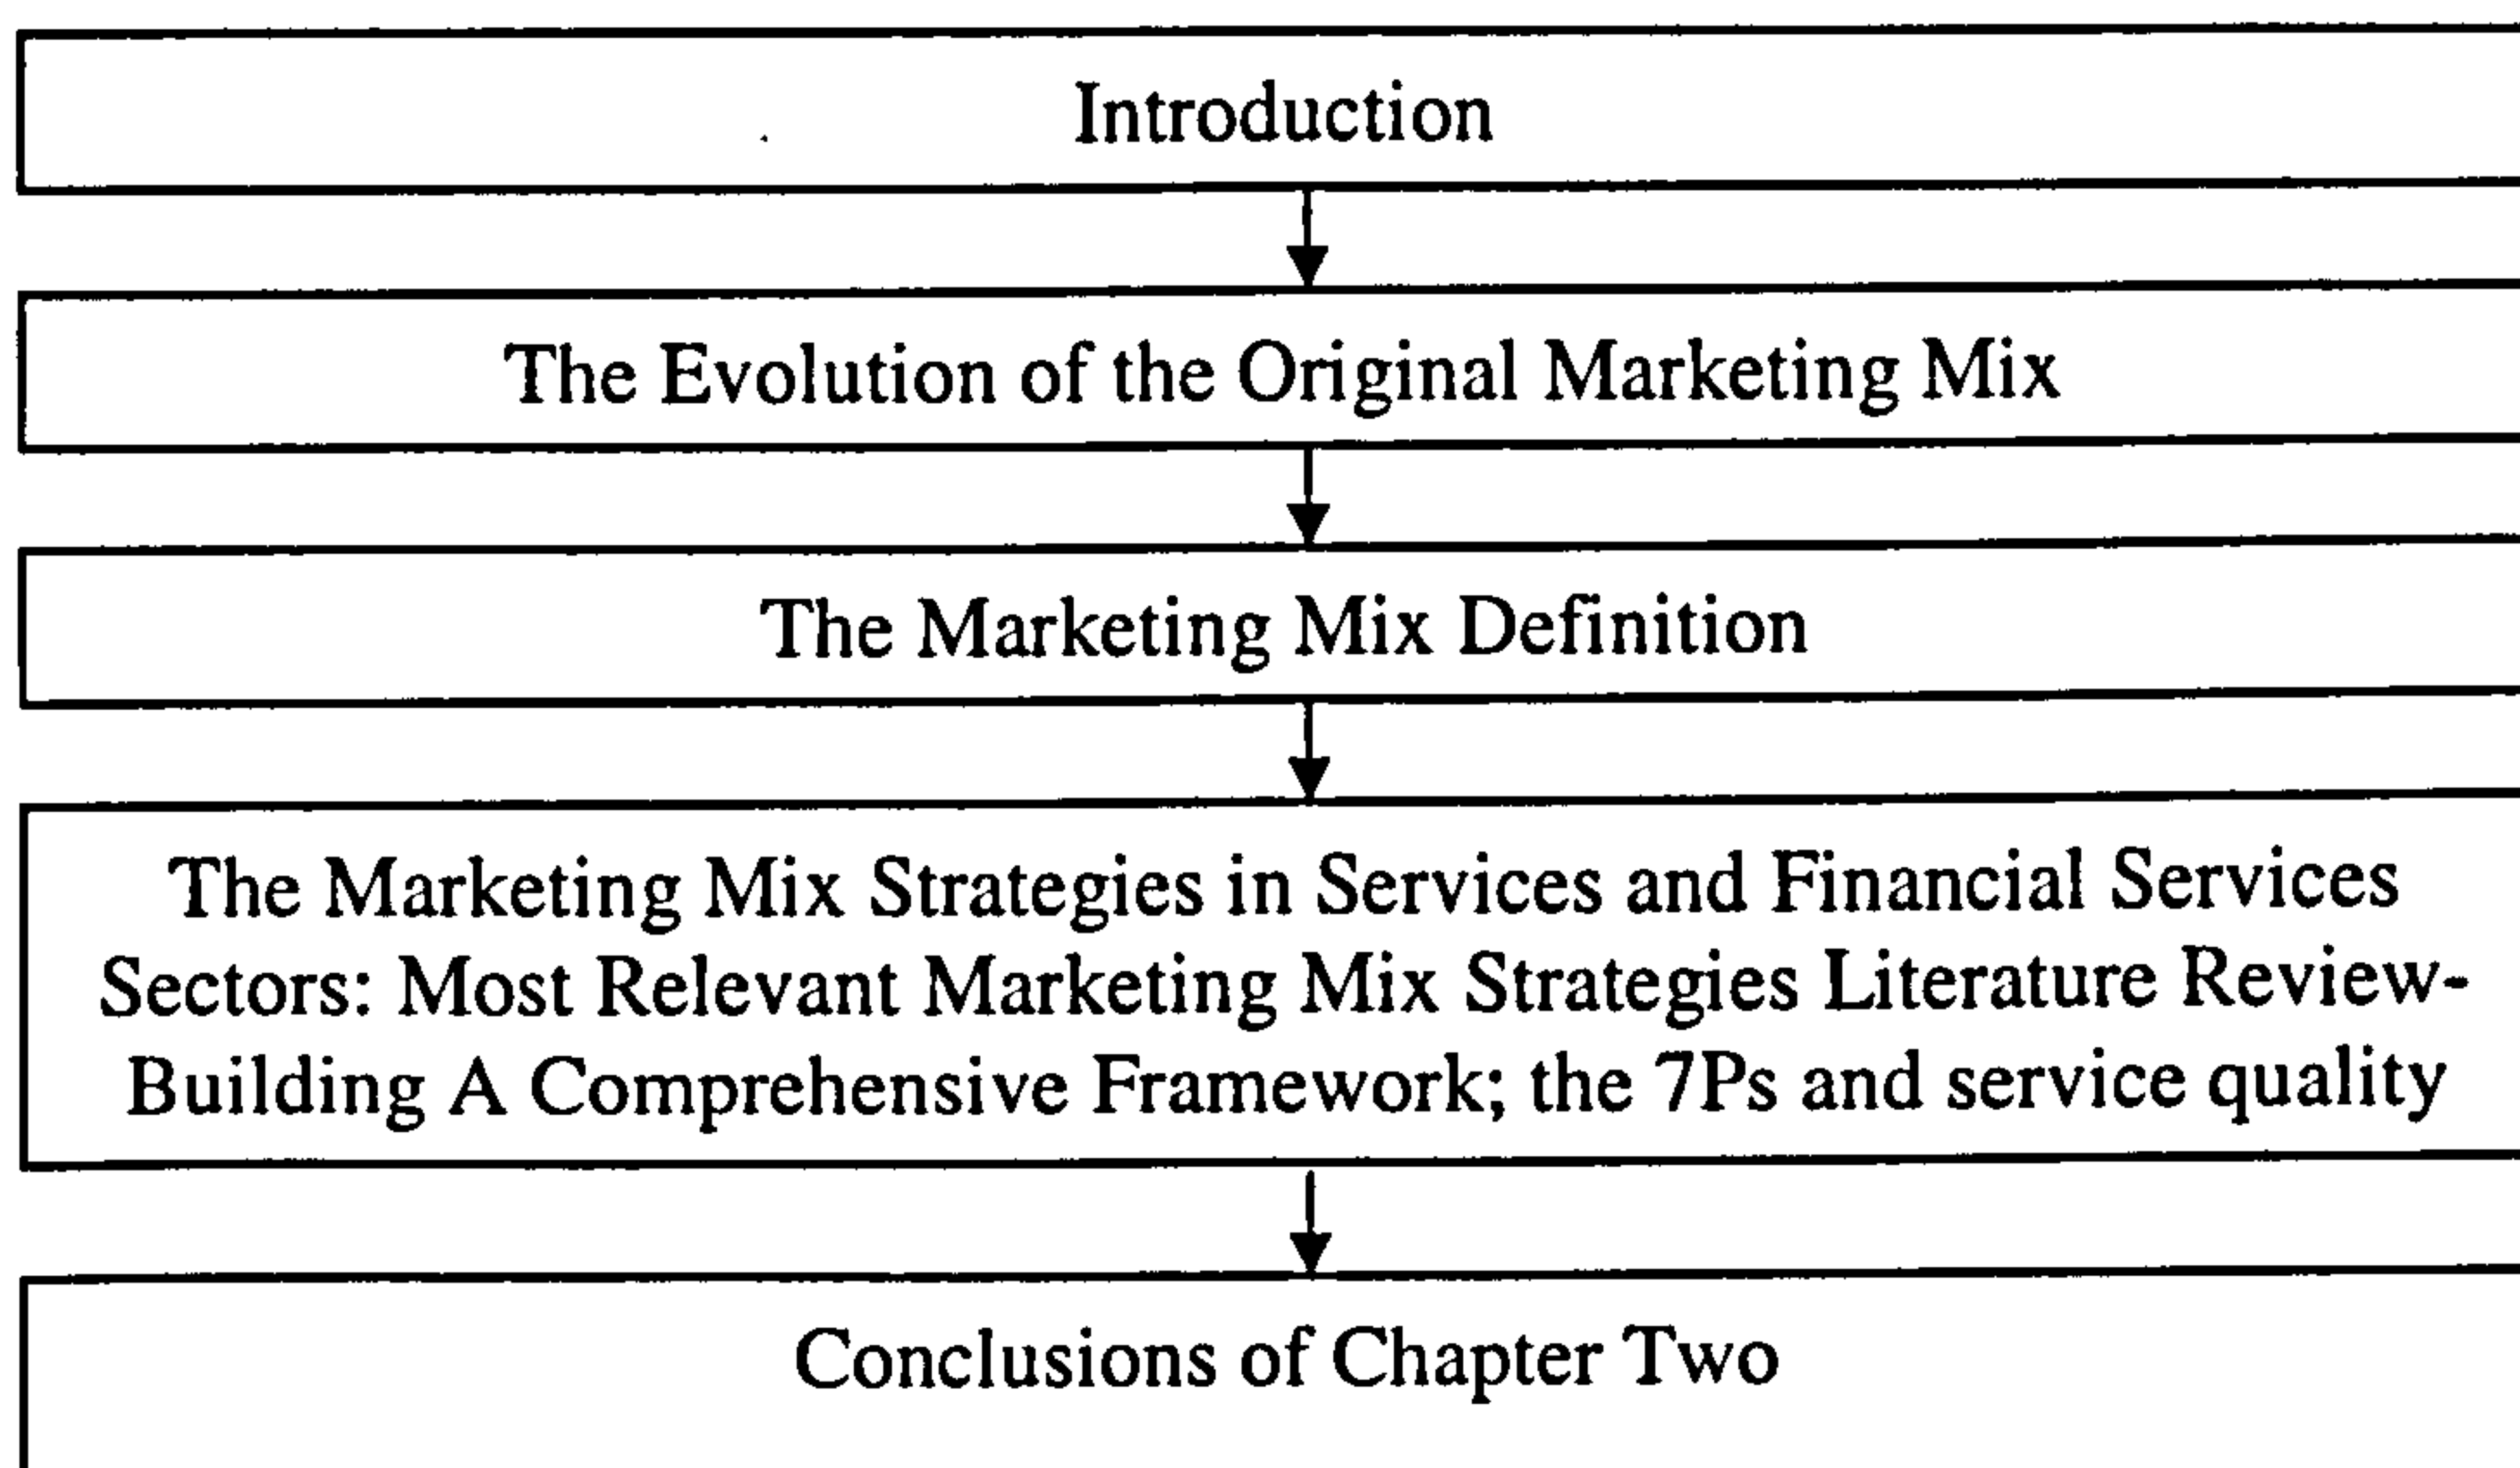 Introduction
The Evolution of the Original Marketing Mix
The Marketing Mix Definition
The Marketing Mix Strategies in Services and Financial Services
Sectors: Most Relevant Marketing Mix Strategies Literature Review-
Building A Comprehensive Framework; the 7Ps and service quality
Conclusions of Chapter Two